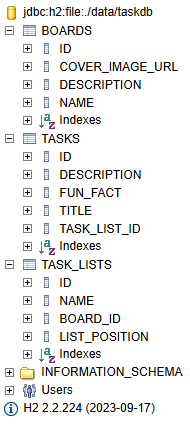 jdbc:h2:file:./data/taskdb
BOARDS
ID
COVER_IMAGE_URL
DESCRIPTION
NAME
Indexes
TASKS
ID
DESCRIPTION
FUN_FACT
TITLE
TASK_LIST_ID
Indexes
TASK_LISTS
ID
NAME
BOARD_ID
LIST_POSITION
Indexes
INFORMATION_SCHEMA
Users
H2 2.2.224 (2023-09-17)